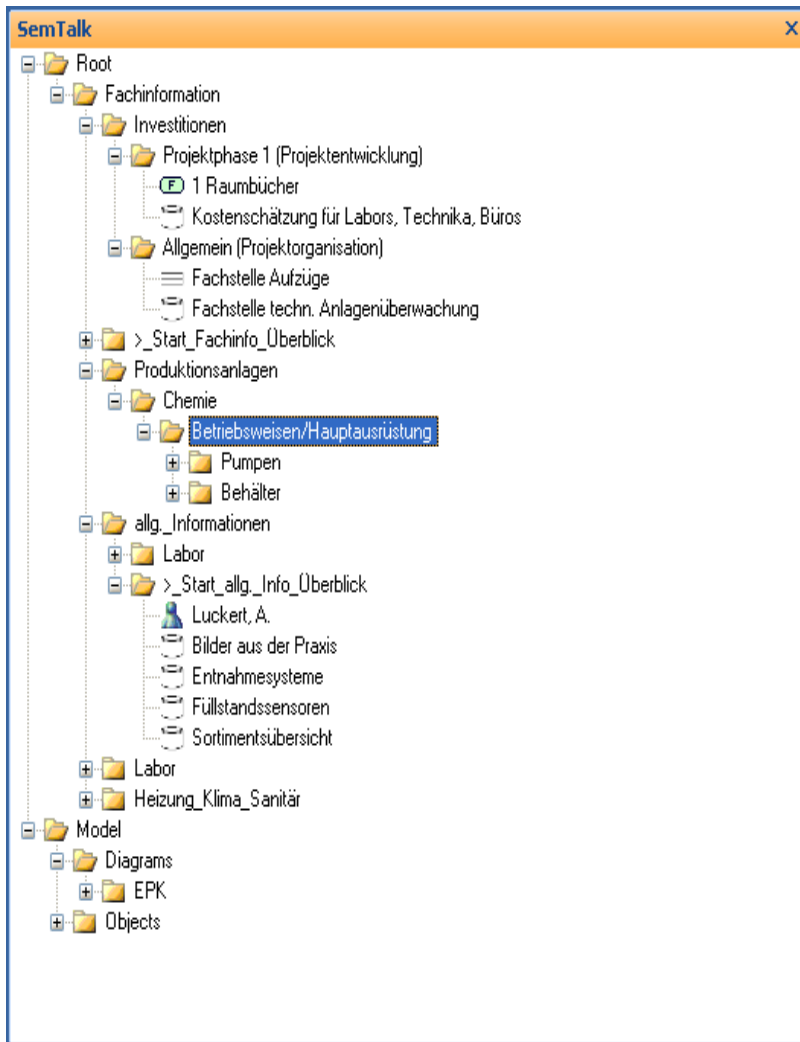 SemTalk
Root
Fachinformation
Investitionen
Projektphase 1 (Projektentwicklung)
F 1 Raumbücher
Kostenschätzung für Labors, Technika, Büros
Allgemein (Projektorganisation)
Fachstelle Aufzüge
Fachstelle techn. Anlagenüberwachung
>_Start_Fachinfo_Überblick
Produktionsanlagen
Chemie
Betriebsweisen/Hauptausrüstung
Pumpen
Behälter
allg._Informationen
Labor
>_Start_allg._Info_Überblick
Luckert, A.
Bilder aus der Praxis
Entnahmesysteme
Füllstandssensoren
Sortimentsübersicht
Labor
Heizung_Klima_Sanitär
Model
Diagrams
EPK
Objects